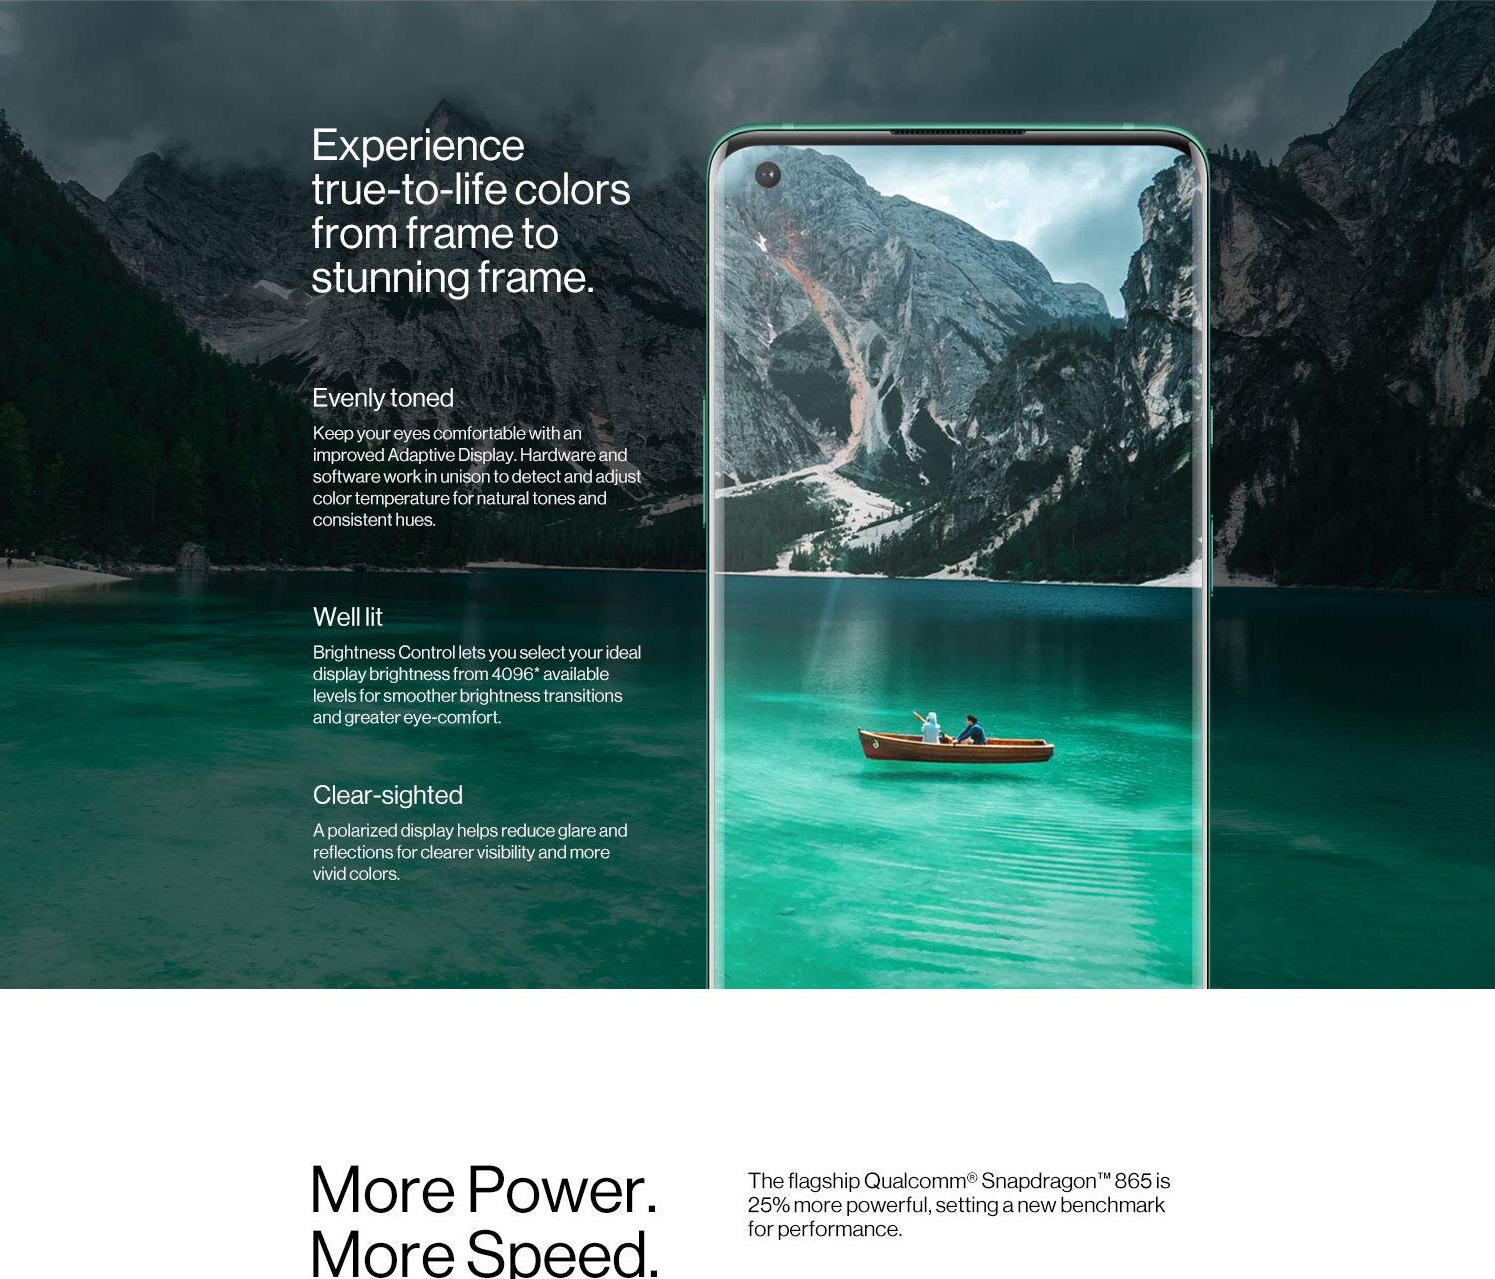 Experience
true-to-life colors
from frame to
stunning frame.
Evenly toned
Keep your eyes comfortable with an
improved Adaptive Display. Hardware and
software work in unison to detect and adjust
color temperature for natural tones and
consistent hues.
Well lit
Brightness Control lets you select your ideal
display brightness from 4096* available
levels for smoother brightness transitions
and greater eye-comfort.
Clear-sighted
A polarized display helps reduce glare and
reflections for clearer visibility and more
vivid colors.
More Power.
More Speed.
The flagship Qualcomm® Snapdragon™ 865 is
25% more powerful, setting a new benchmark
for performance.